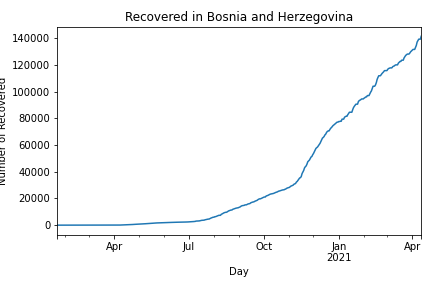 Recovered in Bosnia and Herzegovina
Number of Recovered
140000
120000
100000
80000
60000
40000
20000
0
Apr
Jul
Oct
Jan
2021
Apr
Day